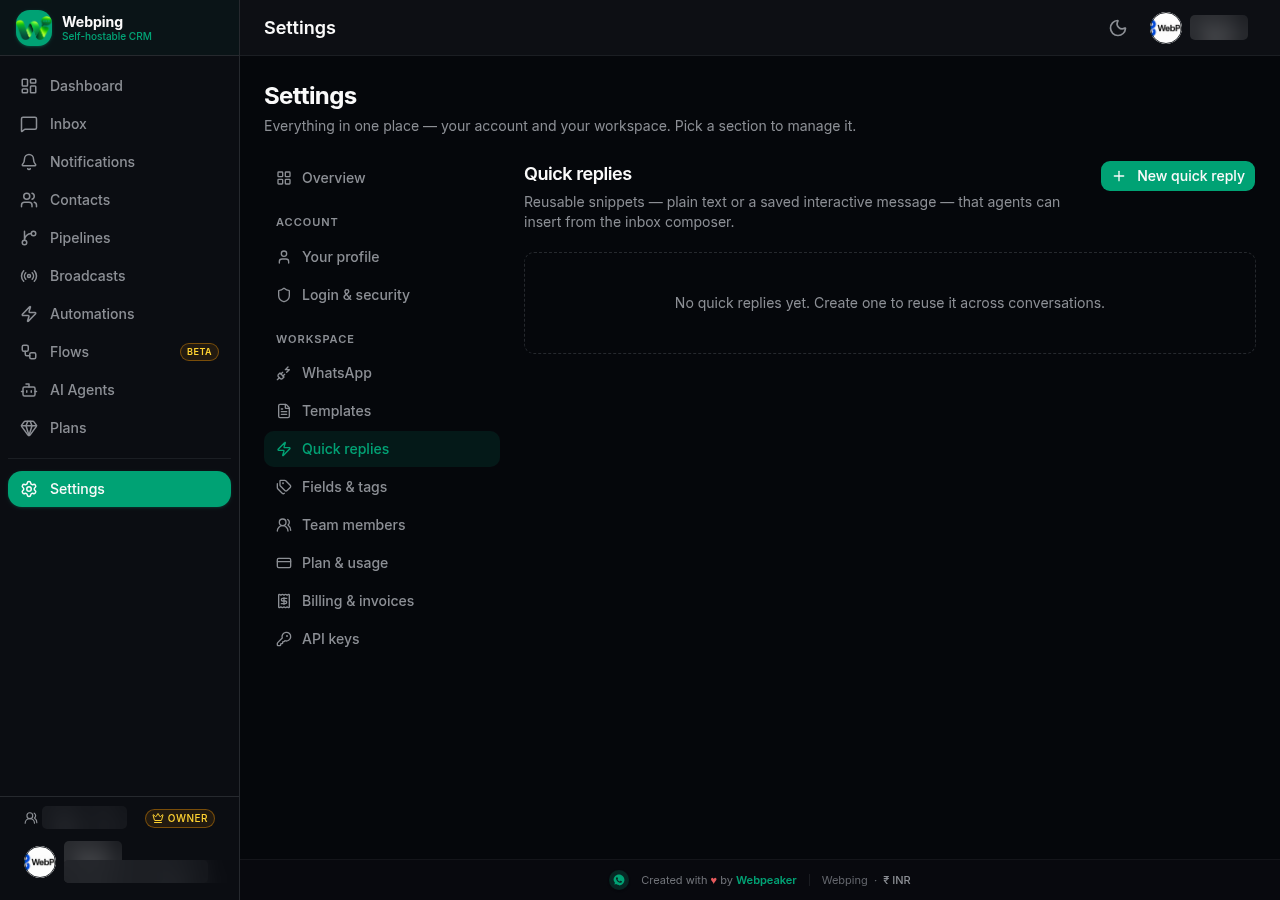 Webping
Self-hostable CRM
Settings
WebP
Dashboard
Inbox
Notifications
Contacts
Pipelines
Broadcasts
Automations
Flows
BETA
AI Agents
Plans
Settings
OWNER
WebP
Settings
Everything in one place — your account and your workspace. Pick a section to manage it.
Overview
ACCOUNT
Your profile
Login & security
WORKSPACE
WhatsApp
Templates
Quick replies
Fields & tags
Team members
Plan & usage
Billing & invoices
API keys
Quick replies
New quick reply
Reusable snippets — plain text or a saved interactive message — that agents can
insert from the inbox composer.
No quick replies yet. Create one to reuse it across conversations.
Created with ♥ by Webpeaker
Webping · ₹ INR